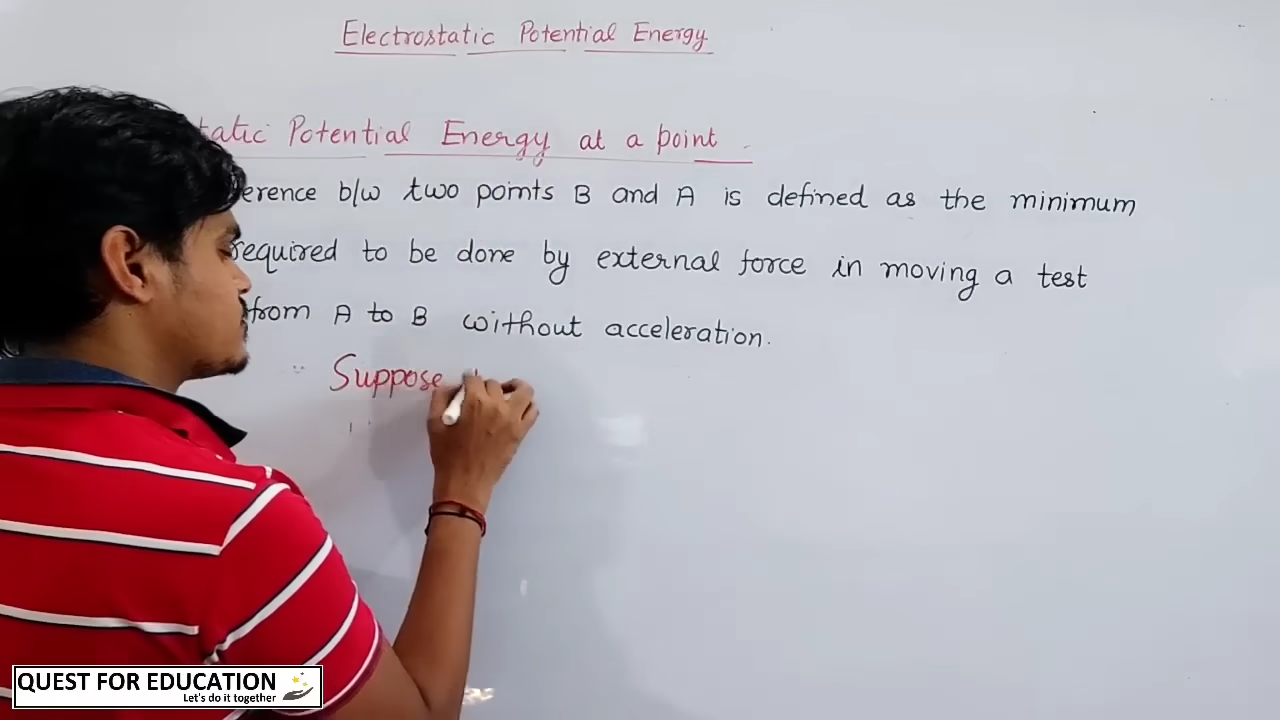 Electrostatic Potential Energy
tatic Potential Energy at a point.
erence b/w two points B and A is defined as the minimum
required to be done by external force in moving a test
from A to B without acceleration.
Suppose
QUEST FOR EDUCATION
Let's do it together